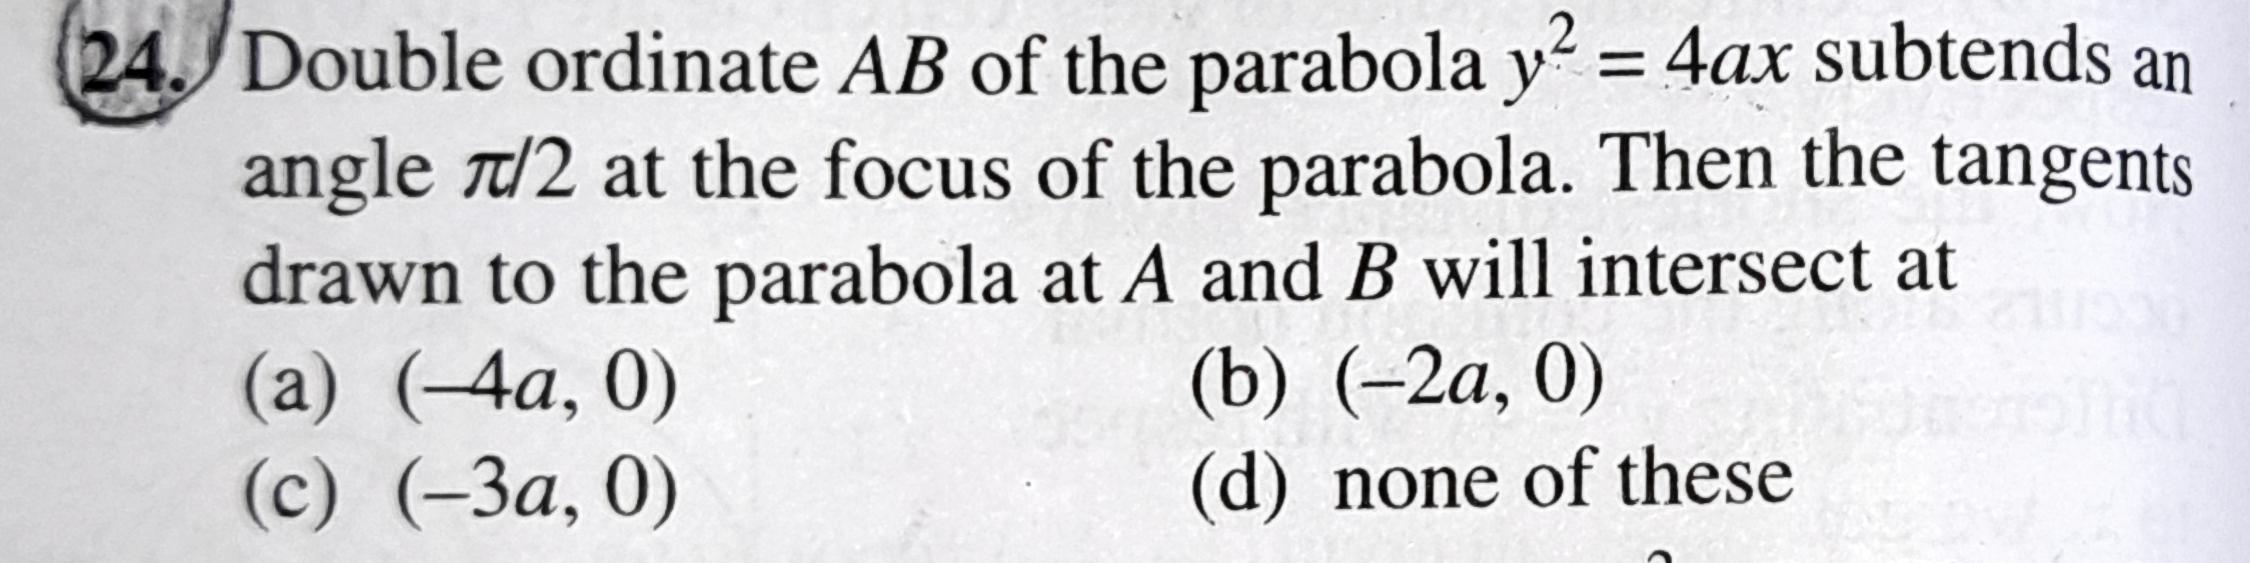 24. Double ordinate AB of the parabola y² = 4ax subtends an
angle π/2 at the focus of the parabola. Then the tangents
drawn to the parabola at A and B will intersect at
(a) (–4a, 0) (b) (–2a, 0)
(c) (–3a, 0) (d) none of these